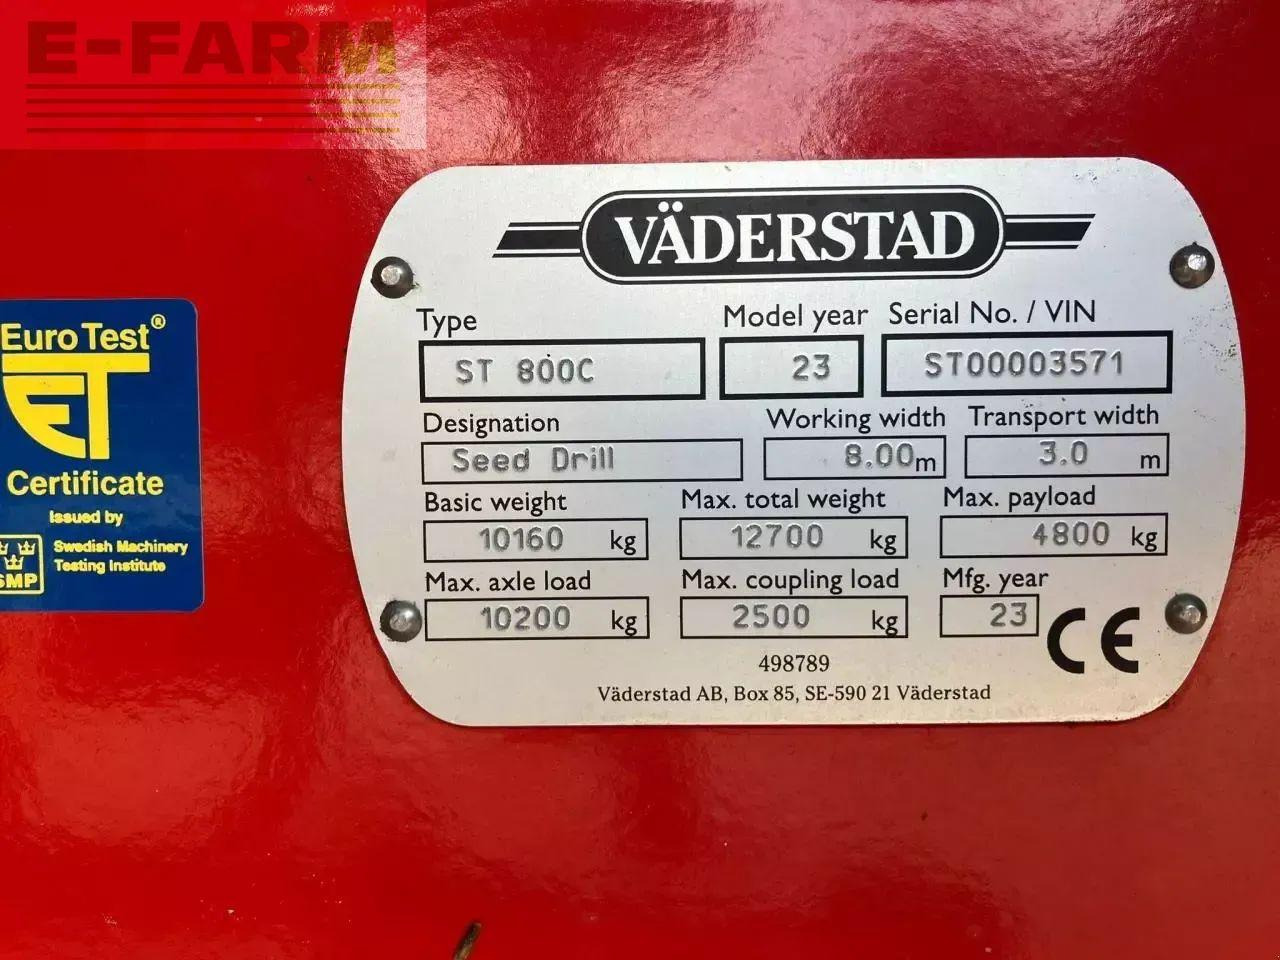 E-FARM
VÄDERSTAD
Type Model year Serial No. / VIN
ST 800C 23 ST00003571
Designation Working width Transport width
Seed Drill 8.00 m 3.0 m
Basic weight Max. total weight Max. payload
10160 kg 12700 kg 4800 kg
Max. axle load Max. coupling load Mfg. year
10200 kg 2500 kg 23 CE
498789
Väderstad AB, Box 85, SE-590 21 Väderstad
Euro Test®
ET
Certificate
Issued by
Swedish Machinery
Testing Institute
SMP